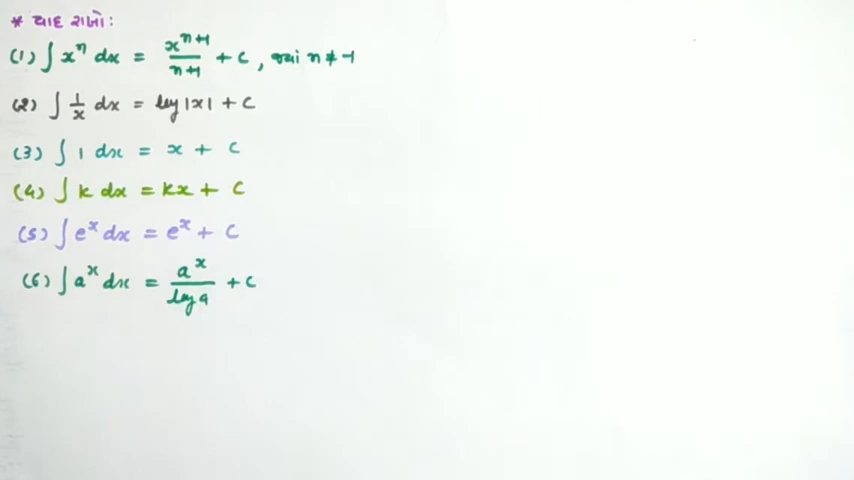 * યાદ રાખો:
(1) ∫ xⁿ dx = xⁿ⁺¹/n+1 + c, જ્યાં n ≠ -1
(2) ∫ 1/x dx = log |x| + c
(3) ∫ 1 dx = x + c
(4) ∫ k dx = kx + c
(5) ∫ eˣ dx = eˣ + c
(6) ∫ aˣ dx = aˣ/log a + c